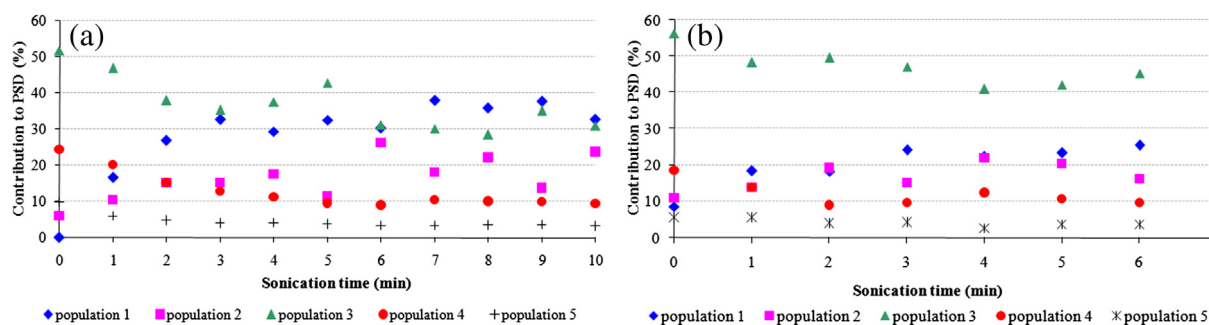 (a)
Contribution to PSD (%)
60
50
40
30
20
10
0
0 1 2 3 4 5 6 7 8 9 10
Sonication time (min)
population 1 population 2 population 3 population 4 population 5
(b)
Contribution to PSD (%)
60
50
40
30
20
10
0
0 1 2 3 4 5 6
Sonication time (min)
population 1 population 2 population 3 population 4 population 5